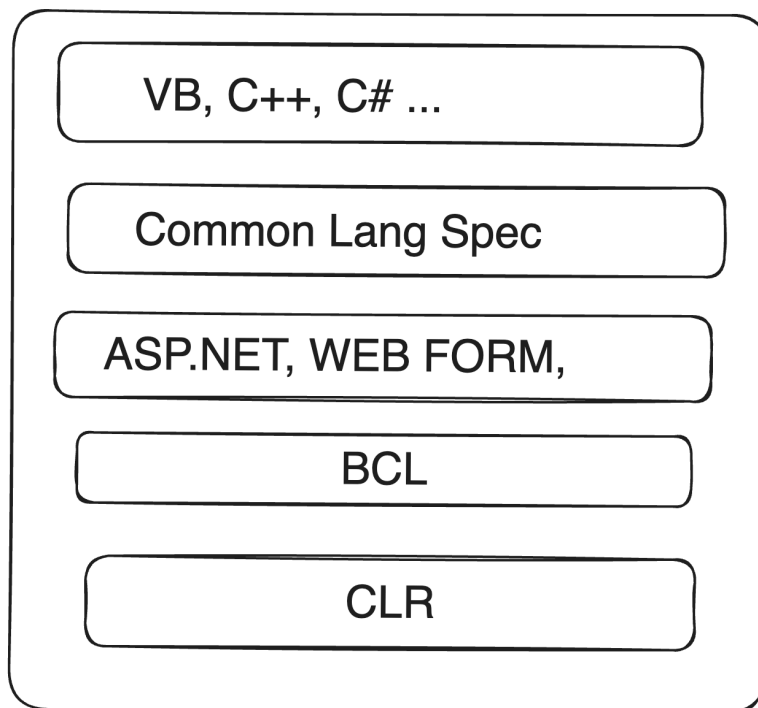 VB, C++, C# ...
Common Lang Spec
ASP.NET, WEB FORM,
BCL
CLR